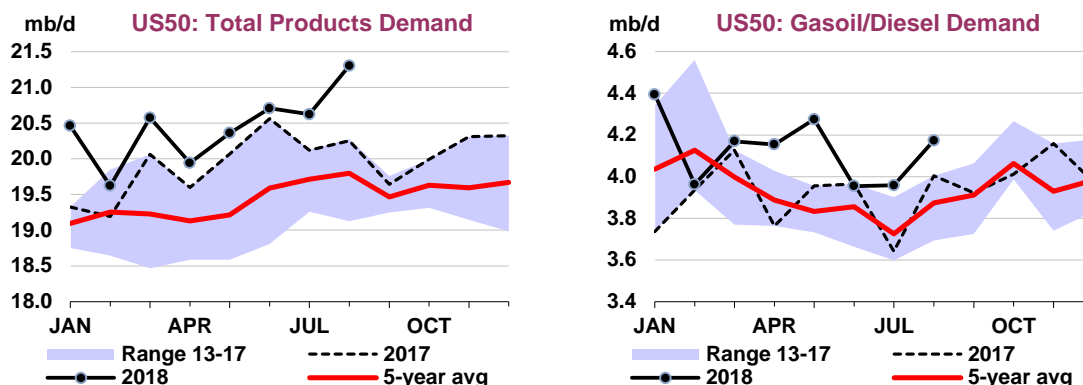 mb/d US50: Total Products Demand
21.5
21.0
20.5
20.0
19.5
19.0
18.5
18.0
JAN APR JUL OCT
Range 13-17 2017
2018 5-year avg
mb/d US50: Gasoil/Diesel Demand
4.6
4.4
4.2
4.0
3.8
3.6
3.4
JAN APR JUL OCT
Range 13-17 2017
2018 5-year avg